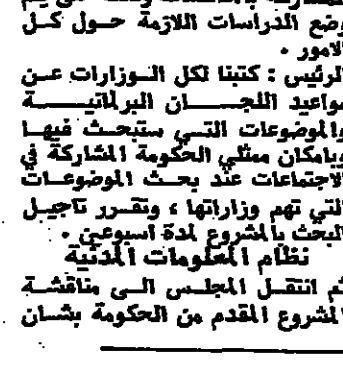 وضع الدراسات اللازمة حول كل
الامور .
الرئيس : كتبنا لكل الوزارات عن
مواعيد اللجان البرلمانية
والموضوعات التي ستبحث فيها
وبامكان ممثلي الحكومة المشاركة في
الاجتماعات عند بحث الموضوعات
التي تهم وزاراتها ، وتقرر تاجيل
البحث بالمشروع لمدة اسبوعين .
نظام المعلومات المدنية
ثم انتقل المجلس الى مناقشة
المشروع المقدم من الحكومة بشان